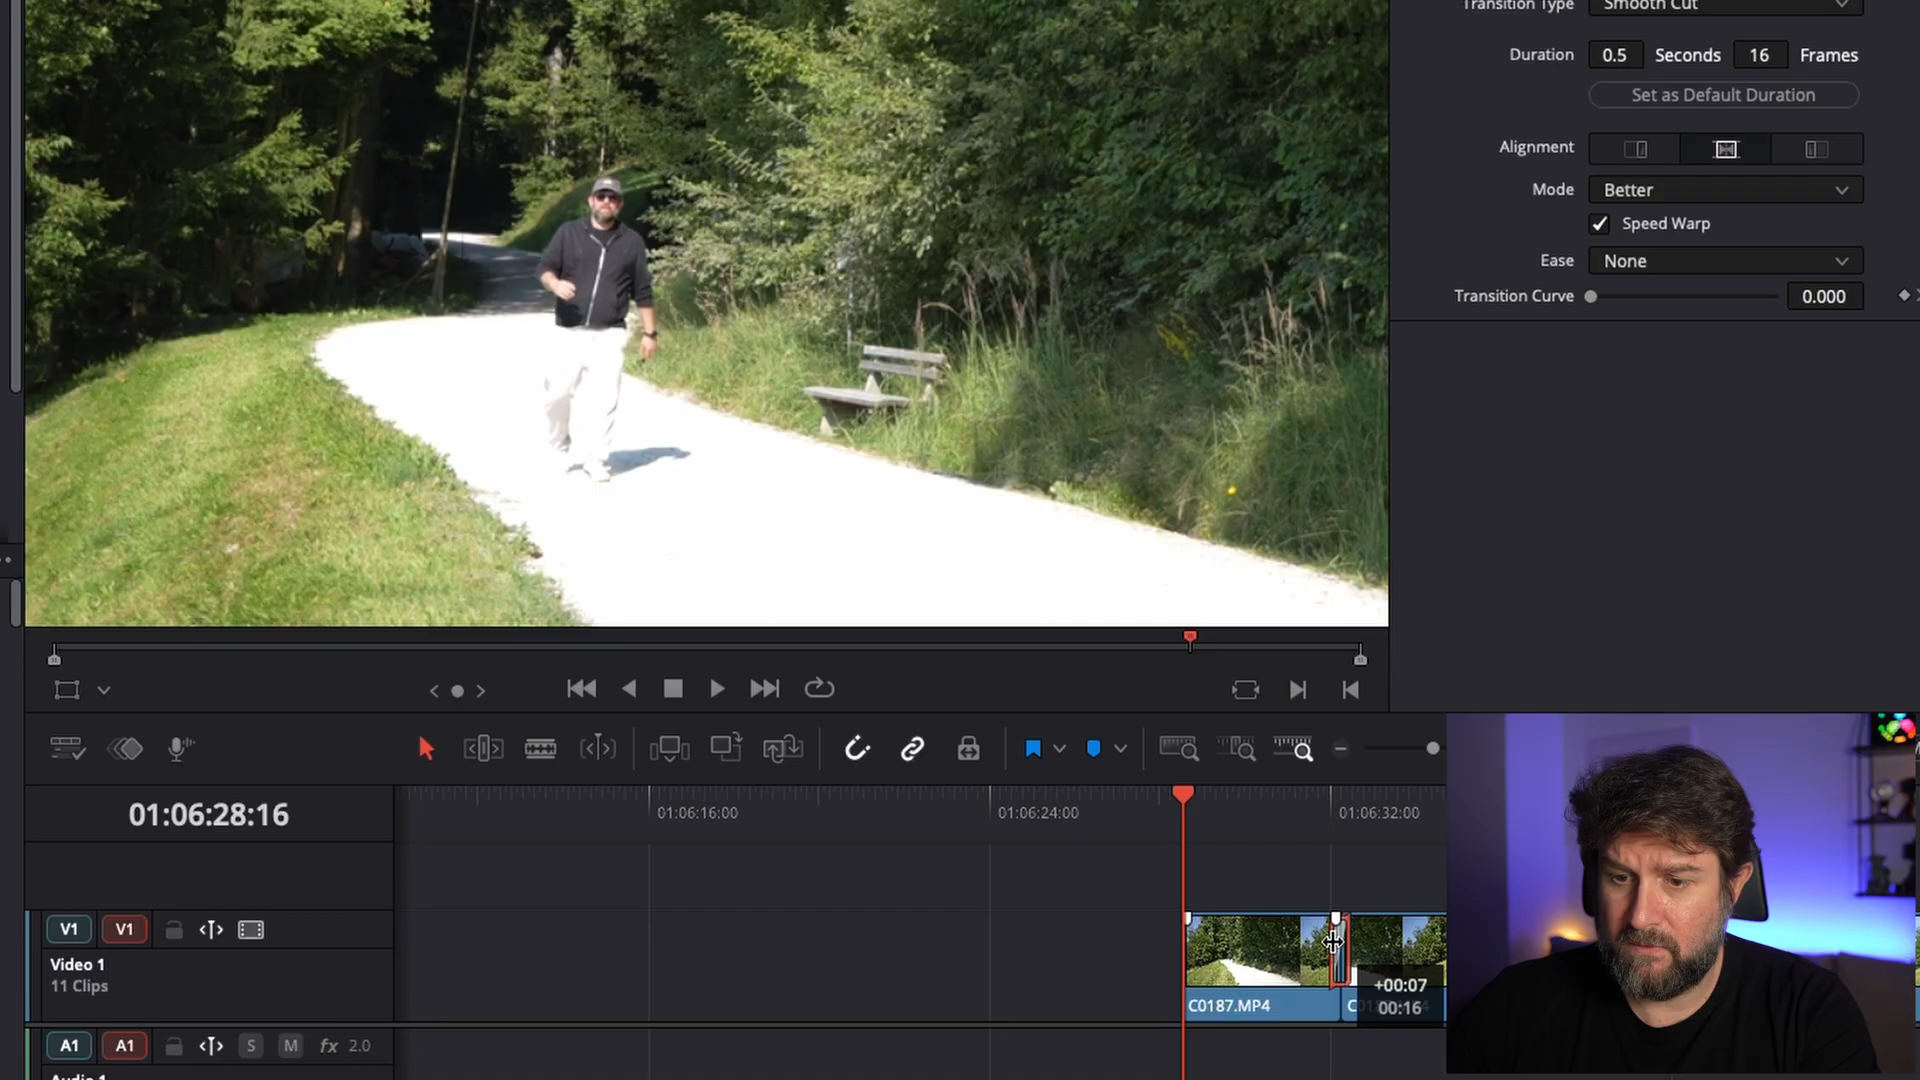 Transition Type Smooth Cut
Duration 0.5 Seconds 16 Frames
Set as Default Duration
Alignment
Mode Better
Speed Warp
Ease None
Transition Curve 0.000
01:06:28:16
01:06:16:00
01:06:24:00
01:06:32:00
V1 V1
Video 1
11 Clips
C0187.MP4
+00:07
00:16
A1 A1 S M fx 2.0
Audio 1